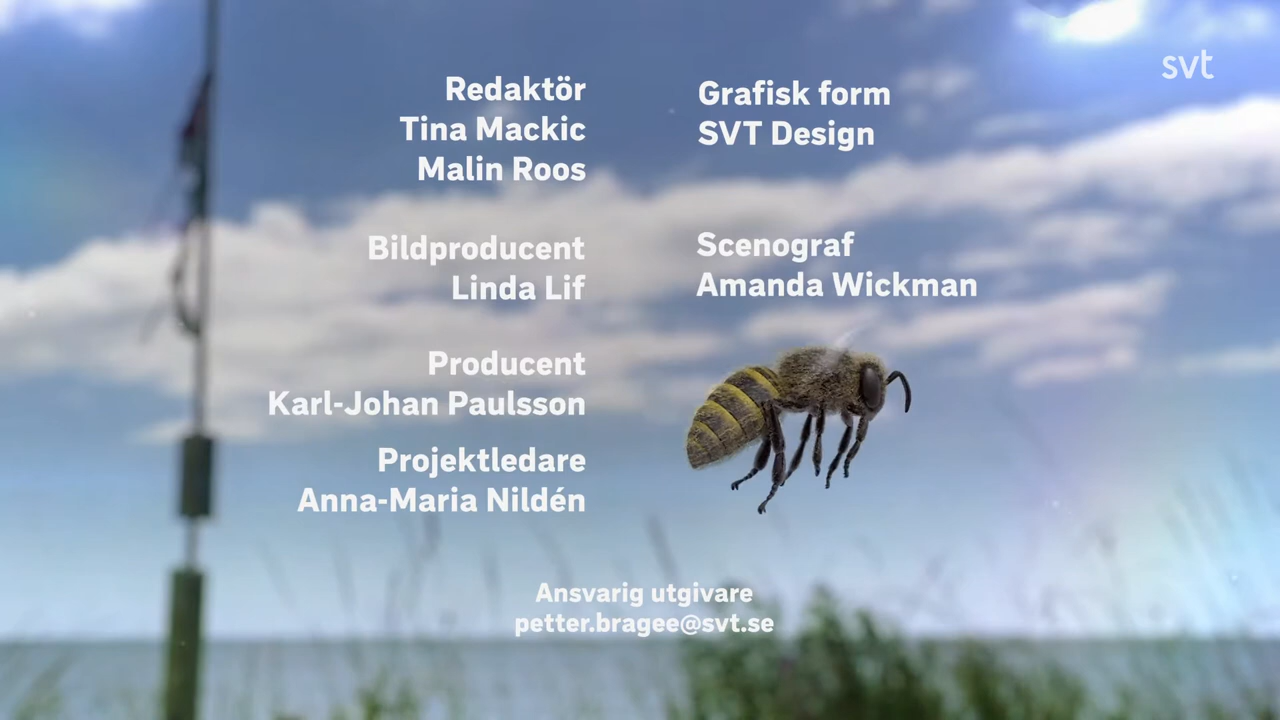 svt
Redaktör
Tina Mackic
Malin Roos
Grafisk form
SVT Design
Bildproducent
Linda Lif
Scenograf
Amanda Wickman
Producent
Karl-Johan Paulsson
Projektledare
Anna-Maria Nildén
Ansvarig utgivare
petter.bragee@svt.se